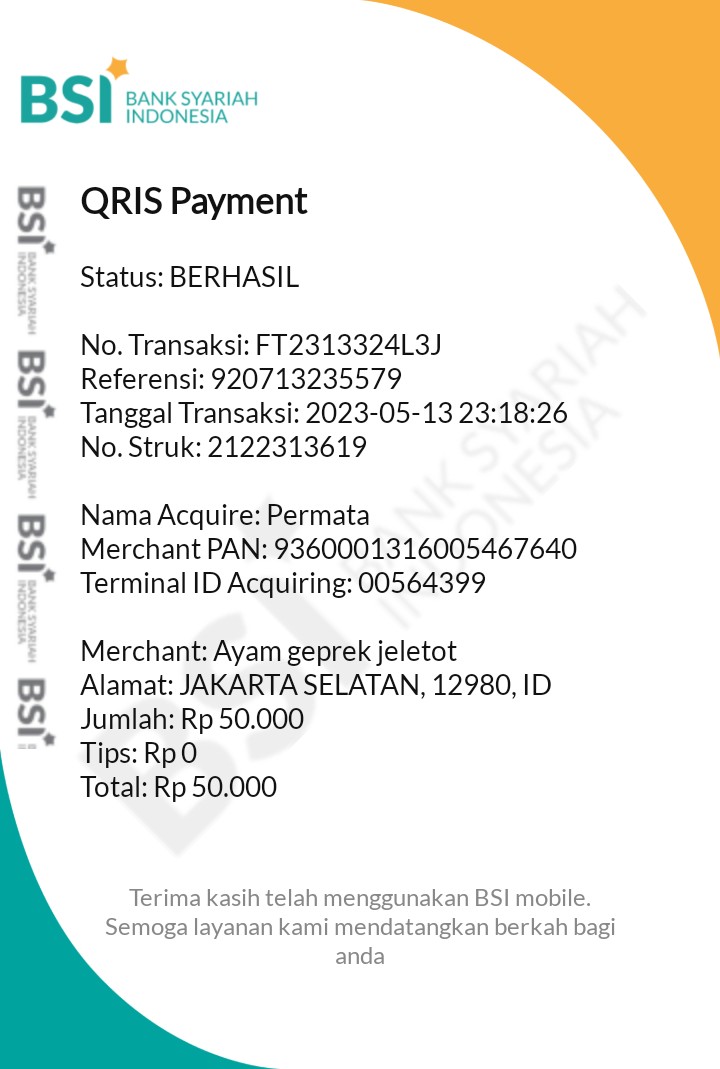 BSI BANK SYARIAH
INDONESIA
QRIS Payment
Status: BERHASIL
No. Transaksi: FT2313324L3J
Referensi: 920713235579
Tanggal Transaksi: 2023-05-13 23:18:26
No. Struk: 2122313619
Nama Acquire: Permata
Merchant PAN: 9360001316005467640
Terminal ID Acquiring: 00564399
Merchant: Ayam geprek jeletot
Alamat: JAKARTA SELATAN, 12980, ID
Jumlah: Rp 50.000
Tips: Rp 0
Total: Rp 50.000
Terima kasih telah menggunakan BSI mobile.
Semoga layanan kami mendatangkan berkah bagi
anda
BSI BANK SYARIAH
INDONESIA
BSI BANK SYARIAH
INDONESIA
BSI BANK SYARIAH
INDONESIA
BSI
BSI BANK SYARIAH
INDONESIA